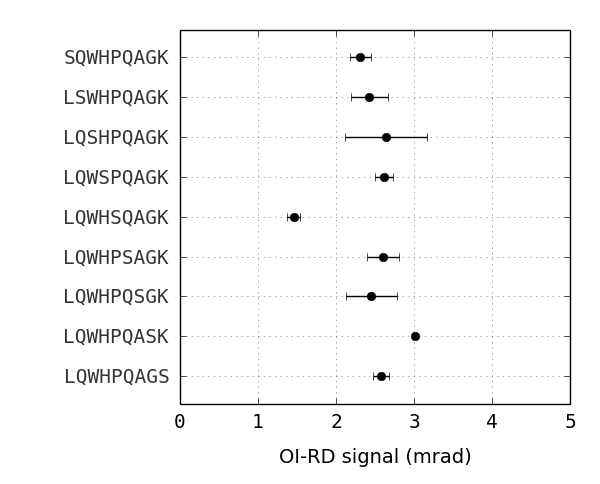 SQWHPQAGK
LSWHPQAGK
LQSHPQAGK
LQWSPQAGK
LQWHSQAGK
LQWHPSAGK
LQWHPQSGK
LQWHPQASK
LQWHPQAGS
0 1 2 3 4 5
OI-RD signal (mrad)